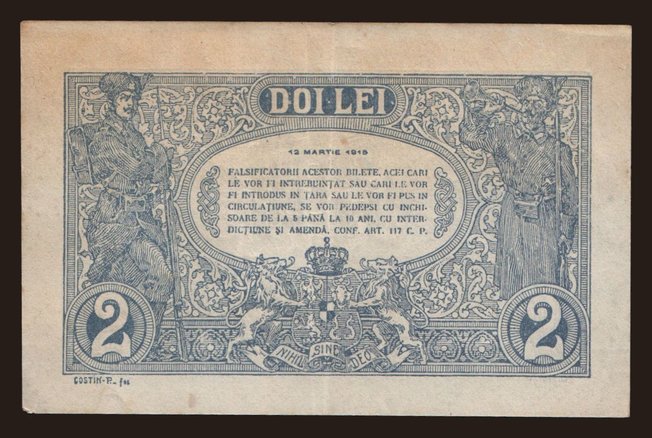 DOI LEI
12 MARTIE 1915
FALSIFICATORII ACESTOR BILETE, ACEI CARI
LE VOR FI INTREBUINȚAT SAU CARI LE VOR
FI INTRODUS IN ȚARA SAU LE VOR FI PUS IN
CIRCULAȚIUNE, SE VOR PEDEPSI CU INCHI-
SOARE DE LA 5 PÂNĂ LA 10 ANI, CU INTER-
DICȚIUNE ȘI AMENDĂ, CONF. ART. 117 C. P.
2
2
NIHIL SINE DEO
COSTIN-P. fec